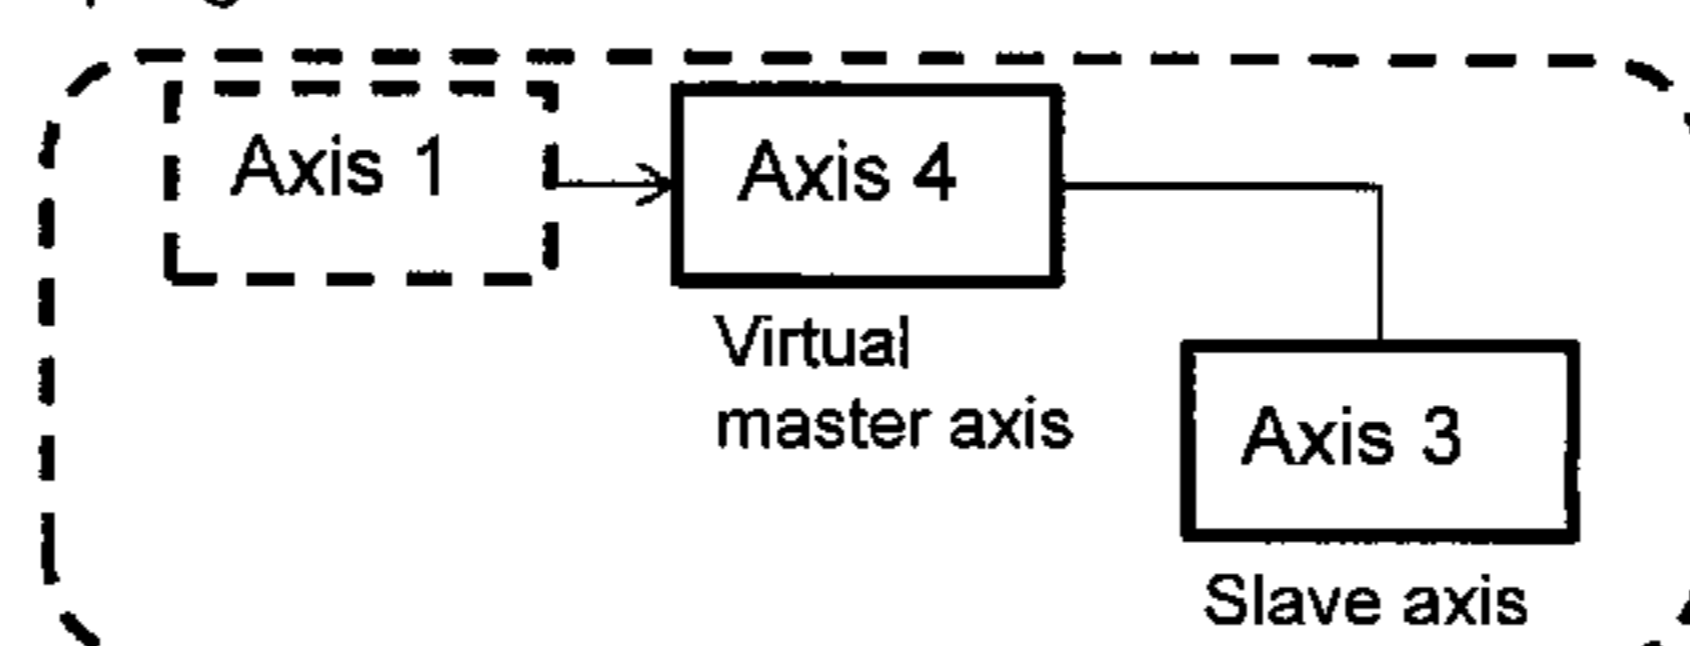 Axis 1
Axis 4
Virtual
master axis
Axis 3
Slave axis